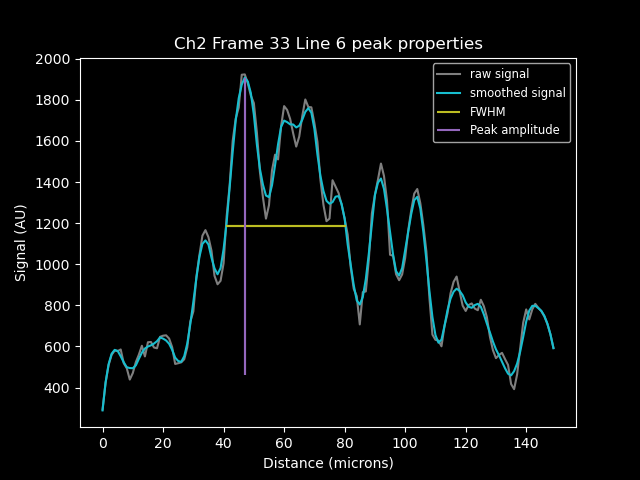 Ch2 Frame 33 Line 6 peak properties
raw signal
smoothed signal
FWHM
Peak amplitude
Signal (AU)
2000
1800
1600
1400
1200
1000
800
600
400
0 20 40 60 80 100 120 140
Distance (microns)